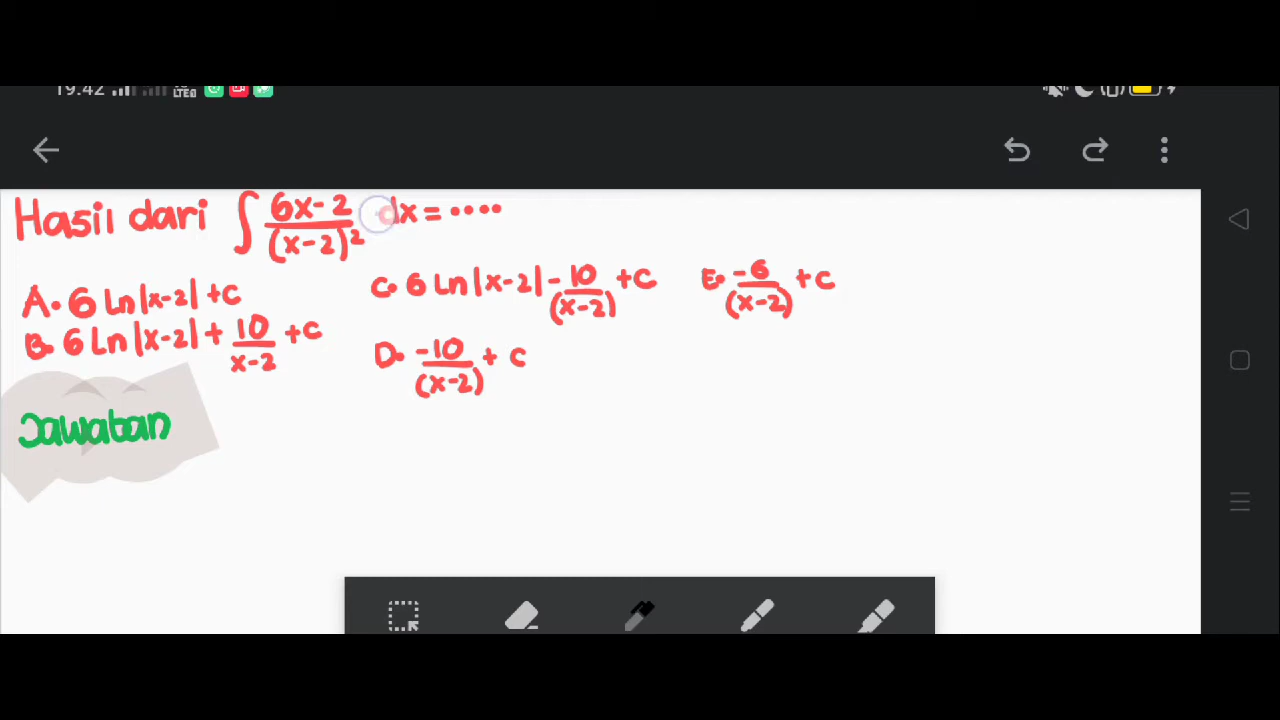 19.42 LTE
Hasil dari ∫ 6x-2/(x-2)² dx = ....
A. 6 Ln|x-2| +C
B. 6 Ln|x-2| + 10/x-2 +C
C. 6 Ln|x-2| - 10/(x-2) +C
D. -10/(x-2) + C
E. -6/(x-2) + C
Jawaban